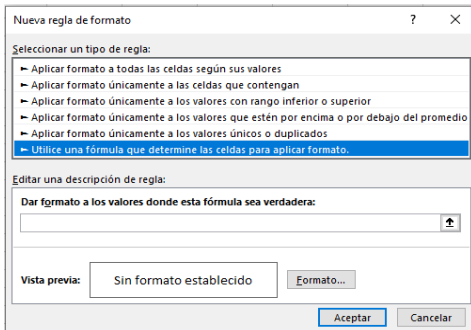 Nueva regla de formato ? ×
Seleccionar un tipo de regla:
► Aplicar formato a todas las celdas según sus valores
► Aplicar formato únicamente a las celdas que contengan
► Aplicar formato únicamente a los valores con rango inferior o superior
► Aplicar formato únicamente a los valores que estén por encima o por debajo del promedio
► Aplicar formato únicamente a los valores únicos o duplicados
► Utilice una fórmula que determine las celdas para aplicar formato.
Editar una descripción de regla:
Dar formato a los valores donde esta fórmula sea verdadera:
Vista previa: Sin formato establecido Formato...
Aceptar Cancelar